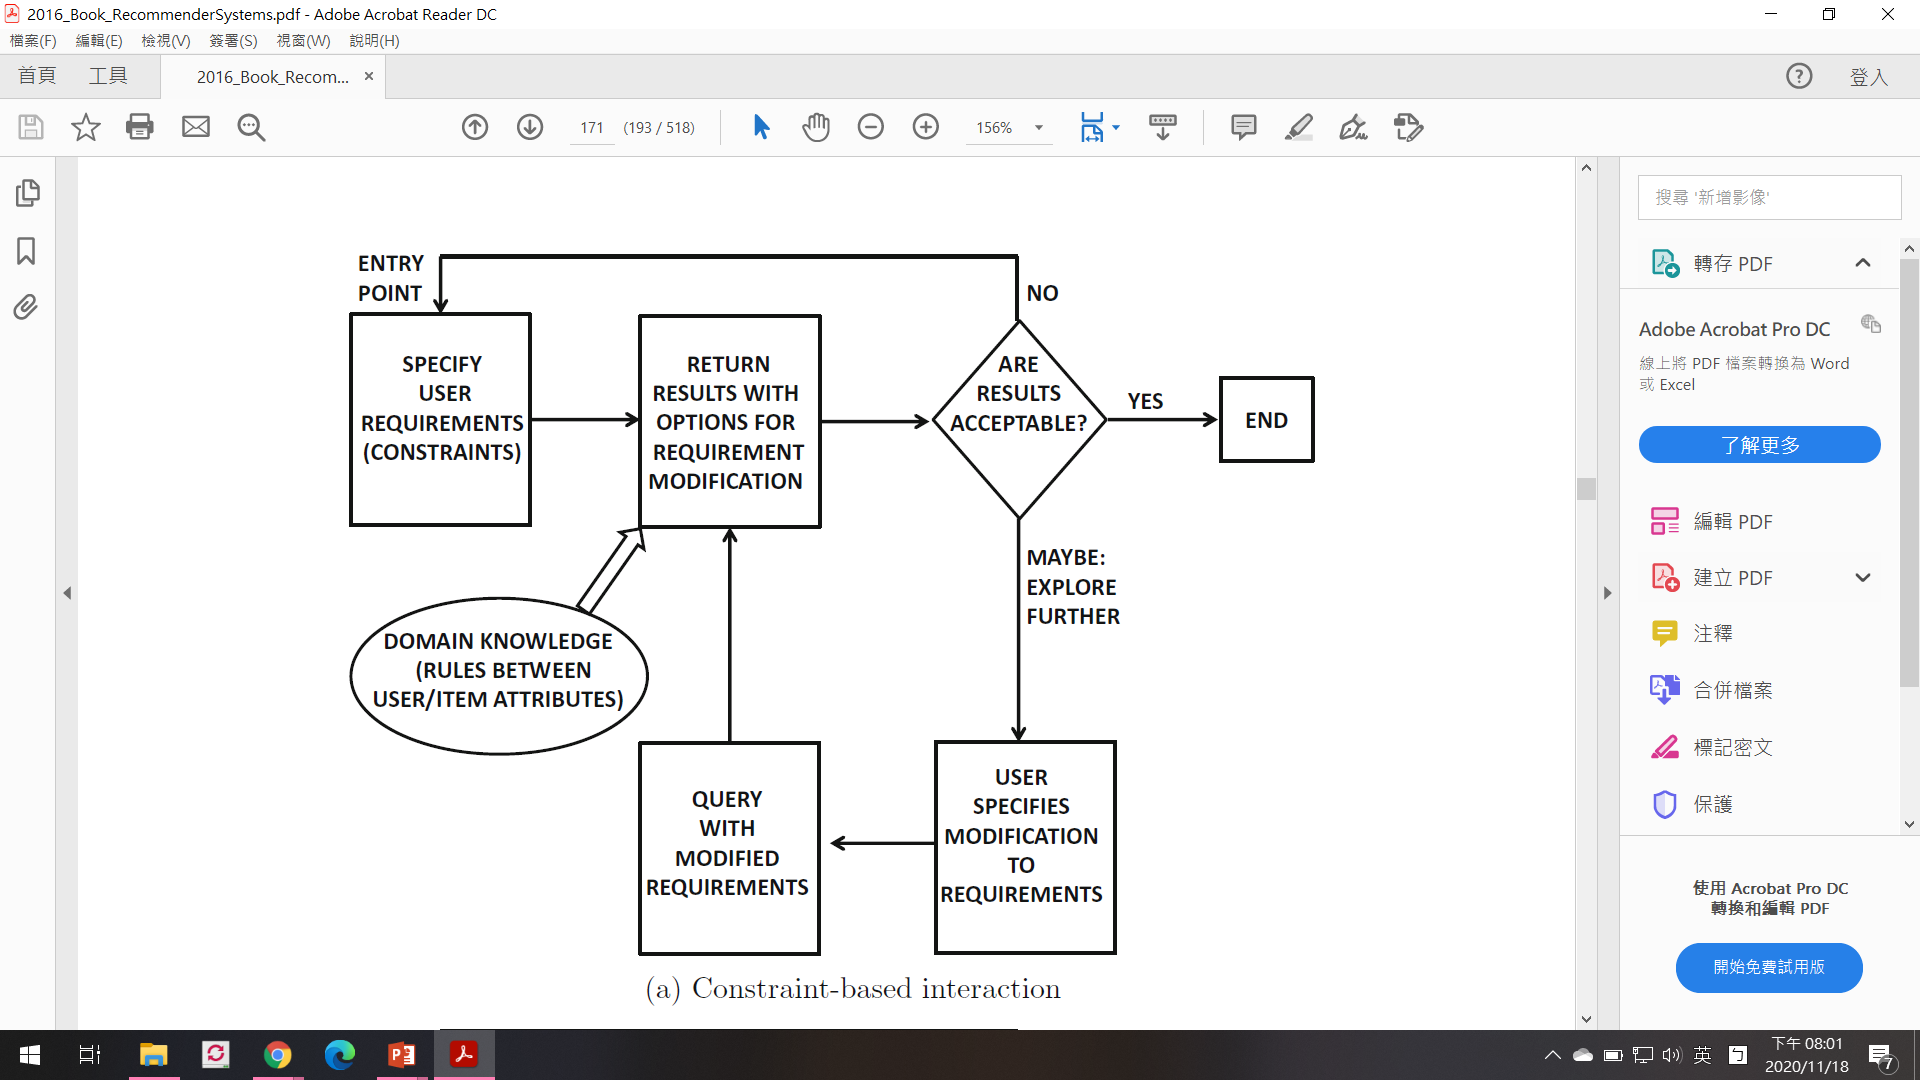 2016_Book_RecommenderSystems.pdf - Adobe Acrobat Reader DC
檔案(F) 編輯(E) 檢視(V) 簽署(S) 視窗(W) 說明(H)
首頁 工具 2016_Book_Recom... × ? 登入
171 (193 / 518) 156%
搜尋 '新增影像'
轉存 PDF
Adobe Acrobat Pro DC
線上將 PDF 檔案轉換為 Word
或 Excel
了解更多
編輯 PDF
建立 PDF
注釋
合併檔案
標記密文
保護
使用 Acrobat Pro DC
轉換和編輯 PDF
開始免費試用版
ENTRY
POINT
NO
SPECIFY
USER
REQUIREMENTS
(CONSTRAINTS)
RETURN
RESULTS WITH
OPTIONS FOR
REQUIREMENT
MODIFICATION
ARE
RESULTS
ACCEPTABLE?
YES
END
MAYBE:
EXPLORE
FURTHER
DOMAIN KNOWLEDGE
(RULES BETWEEN
USER/ITEM ATTRIBUTES)
QUERY
WITH
MODIFIED
REQUIREMENTS
USER
SPECIFIES
MODIFICATION
TO
REQUIREMENTS
(a) Constraint-based interaction
英 ㄅ
下午 08:01
2020/11/18
7